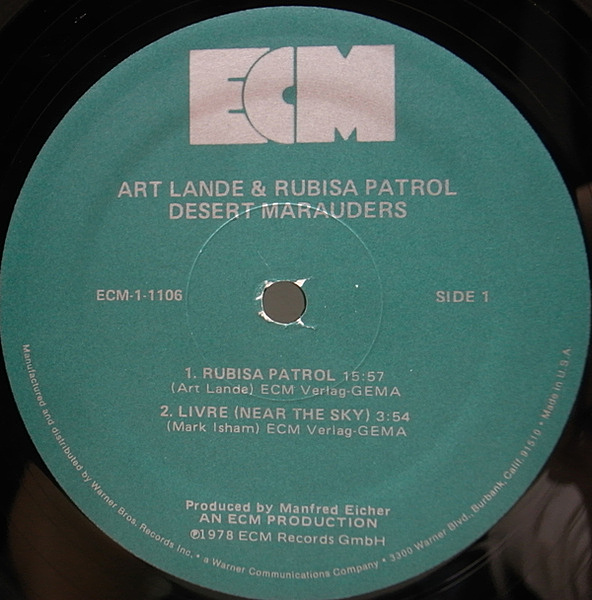 ECM
ART LANDE & RUBISA PATROL
DESERT MARAUDERS
ECM-1-1106
SIDE 1
1. RUBISA PATROL 15:57
(Art Lande) ECM Verlag-GEMA
2. LIVRE (NEAR THE SKY) 3:54
(Mark Isham) ECM Verlag-GEMA
Produced by Manfred Eicher
AN ECM PRODUCTION
℗1978 ECM Records GmbH
Manufactured and distributed by Warner Bros. Records Inc. • a Warner Communications Company • 3300 Warner Blvd., Burbank, Calif. 91510 • Made in U.S.A.